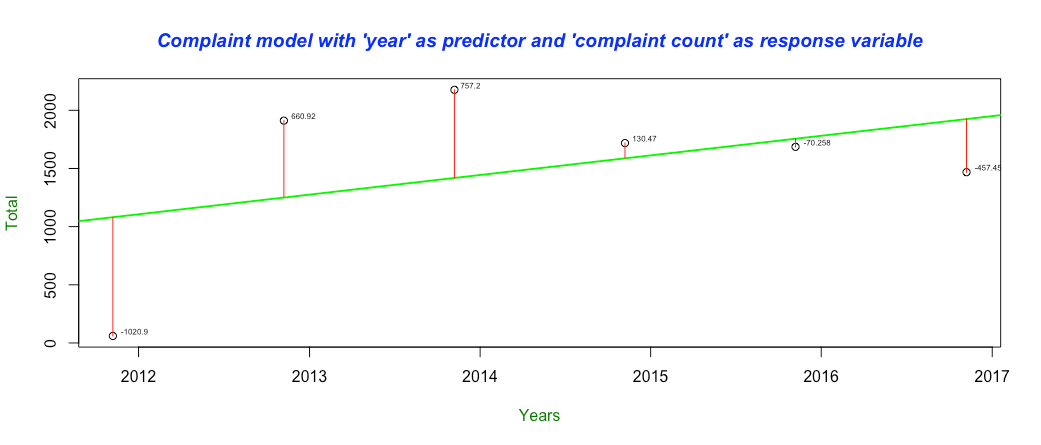 Complaint model with 'year' as predictor and 'complaint count' as response variable
2000
1500
1000
500
0
Total
757.2
660.92
130.47
-70.258
-457.45
-1020.9
2012 2013 2014 2015 2016 2017
Years